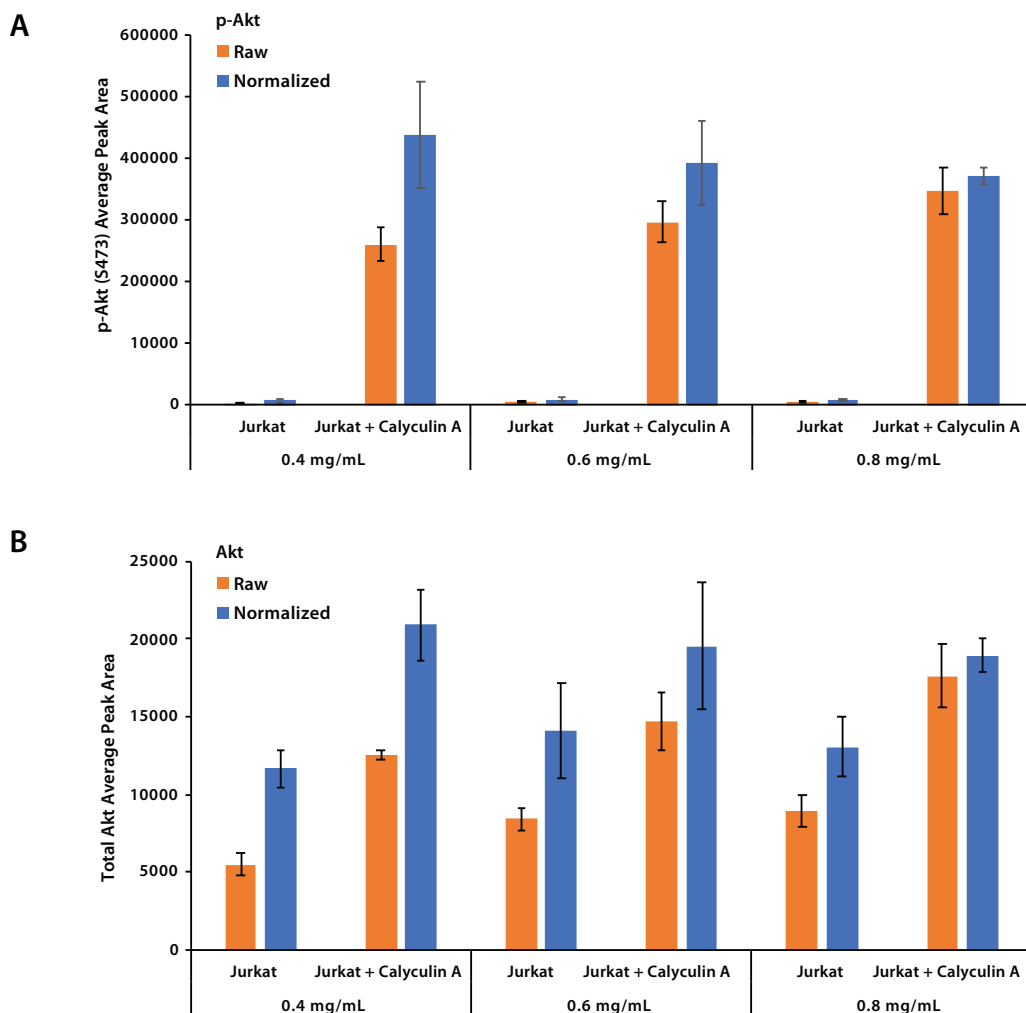 A
p-Akt
Raw
Normalized
p-Akt (S473) Average Peak Area
600000
500000
400000
300000
200000
10000
0
Jurkat Jurkat + Calyculin A Jurkat Jurkat + Calyculin A Jurkat Jurkat + Calyculin A
0.4 mg/mL 0.6 mg/mL 0.8 mg/mL
B
Akt
Raw
Normalized
Total Akt Average Peak Area
25000
20000
15000
10000
5000
0
Jurkat Jurkat + Calyculin A Jurkat Jurkat + Calyculin A Jurkat Jurkat + Calyculin A
0.4 mg/mL 0.6 mg/mL 0.8 mg/mL